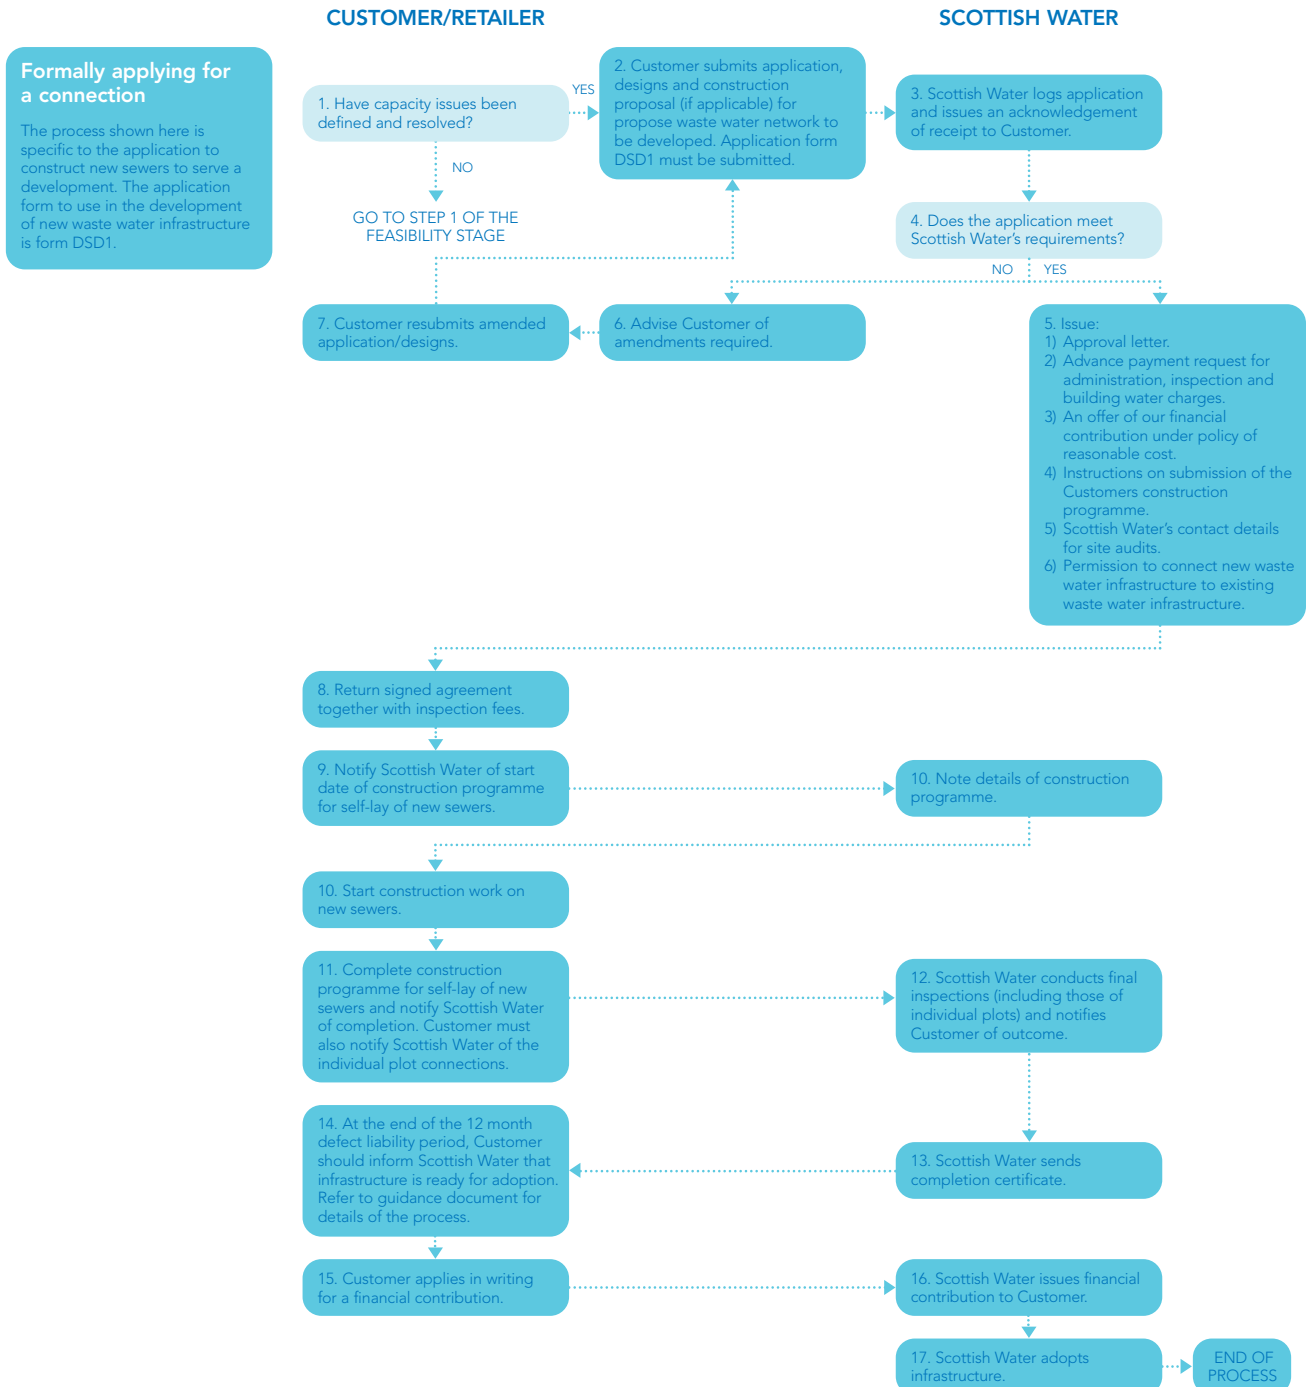 CUSTOMER/RETAILER
SCOTTISH WATER
Formally applying for
a connection
The process shown here is
specific to the application to
construct new sewers to serve a
development. The application
form to use in the development
of new waste water infrastructure
is form DSD1.
1. Have capacity issues been
defined and resolved?
YES
NO
GO TO STEP 1 OF THE
FEASIBILITY STAGE
2. Customer submits application,
designs and construction
proposal (if applicable) for
propose waste water network to
be developed. Application form
DSD1 must be submitted.
3. Scottish Water logs application
and issues an acknowledgement
of receipt to Customer.
4. Does the application meet
Scottish Water's requirements?
NO
YES
7. Customer resubmits amended
application/designs.
6. Advise Customer of
amendments required.
5. Issue:
1) Approval letter.
2) Advance payment request for
administration, inspection and
building water charges.
3) An offer of our financial
contribution under policy of
reasonable cost.
4) Instructions on submission of the
Customers construction
programme.
5) Scottish Water's contact details
for site audits.
6) Permission to connect new waste
water infrastructure to existing
waste water infrastructure.
8. Return signed agreement
together with inspection fees.
9. Notify Scottish Water of start
date of construction programme
for self-lay of new sewers.
10. Note details of construction
programme.
10. Start construction work on
new sewers.
11. Complete construction
programme for self-lay of new
sewers and notify Scottish Water
of completion. Customer must
also notify Scottish Water of the
individual plot connections.
12. Scottish Water conducts final
inspections (including those of
individual plots) and notifies
Customer of outcome.
14. At the end of the 12 month
defect liability period, Customer
should inform Scottish Water that
infrastructure is ready for adoption.
Refer to guidance document for
details of the process.
13. Scottish Water sends
completion certificate.
15. Customer applies in writing
for a financial contribution.
16. Scottish Water issues financial
contribution to Customer.
17. Scottish Water adopts
infrastructure.
END OF
PROCESS